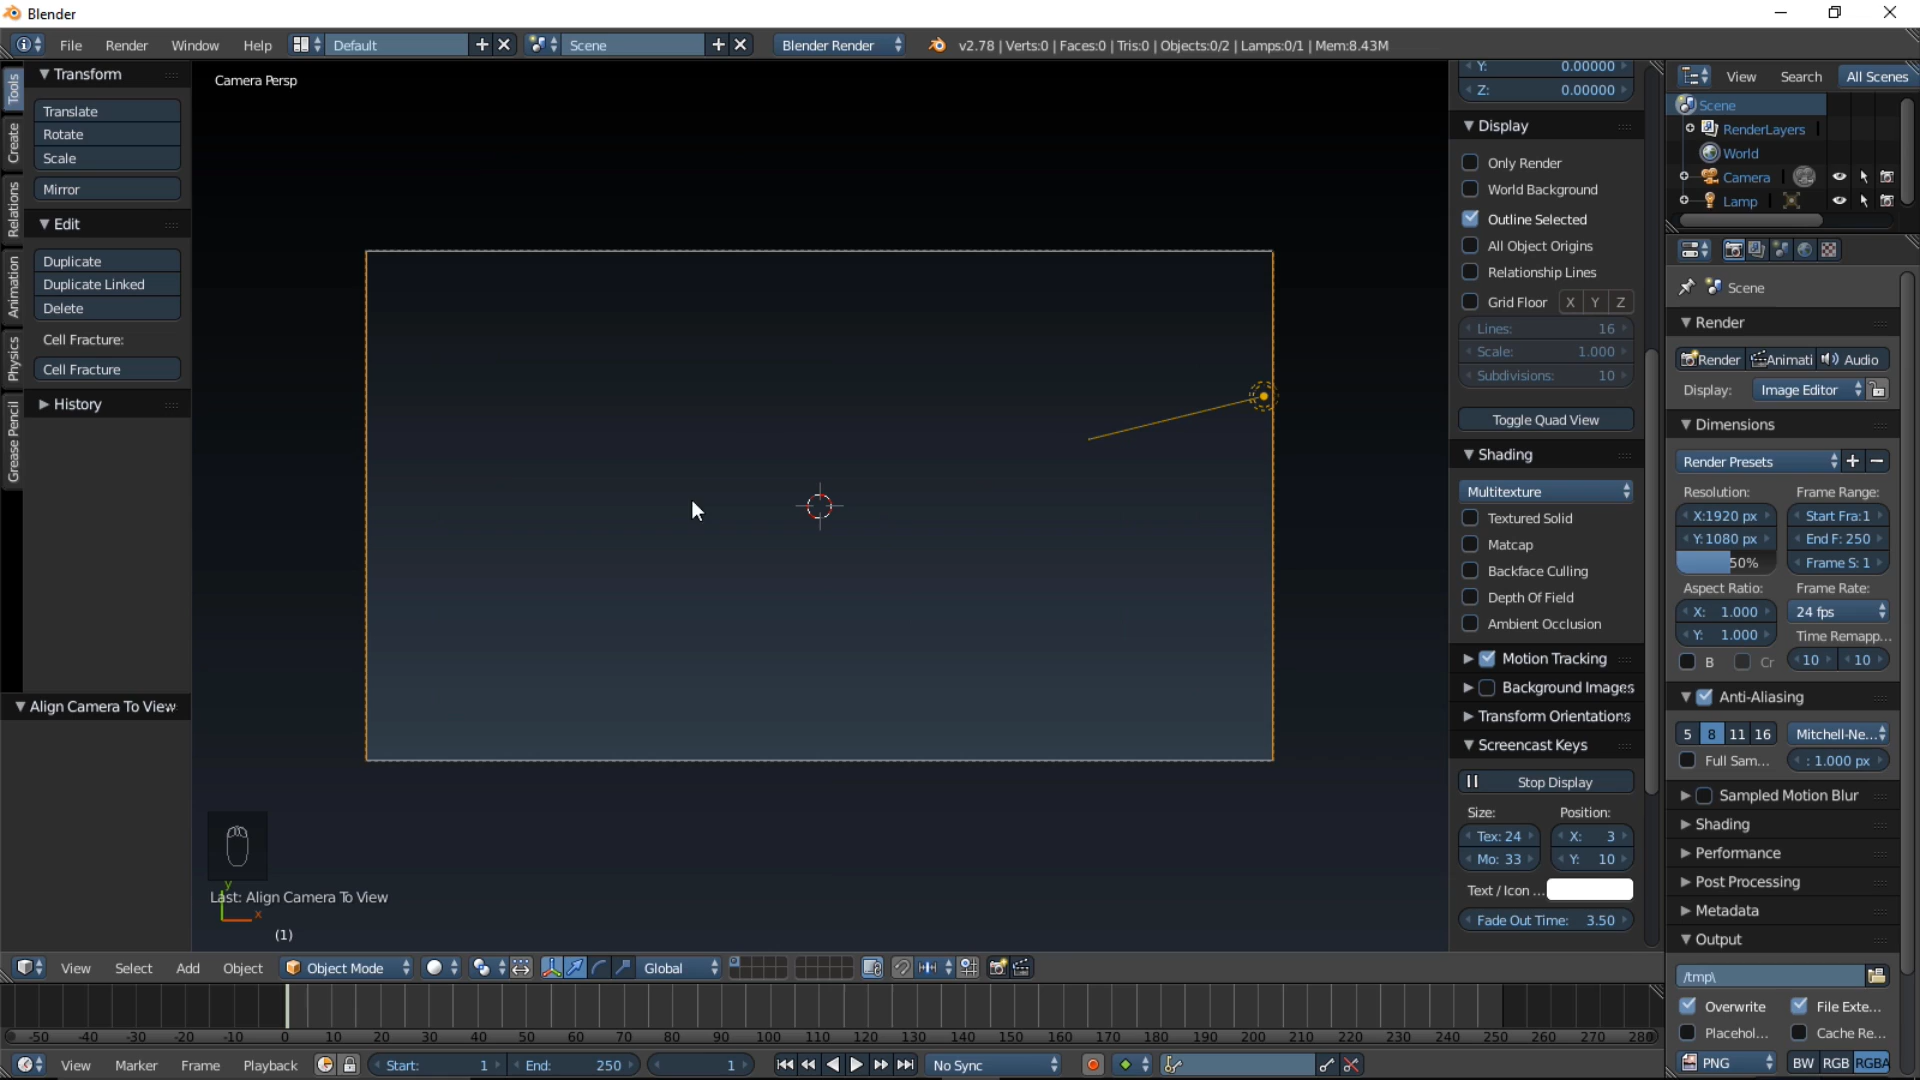 Blender
File Render Window Help Default Scene Blender Render v2.78 | Verts:0 | Faces:0 | Tris:0 | Objects:0/2 | Lamps:0/1 | Mem:8.43M
Tools
Create
Relations
Animation
Physics
Grease Pencil
Transform
Translate
Rotate
Scale
Mirror
Edit
Duplicate
Duplicate Linked
Delete
Cell Fracture:
Cell Fracture
History
Align Camera To View
Camera Persp
y
x
Last: Align Camera To View
(1)
Y: 0.00000
Z: 0.00000
Display
Only Render
World Background
Outline Selected
All Object Origins
Relationship Lines
Grid Floor X Y Z
Lines: 16
Scale: 1.000
Subdivisions: 10
Toggle Quad View
Shading
Multitexture
Textured Solid
Matcap
Backface Culling
Depth Of Field
Ambient Occlusion
Motion Tracking
Background Images
Transform Orientations
Screencast Keys
Stop Display
Size: Position:
Tex: 24 X: 3
Mo: 33 Y: 10
Text / Icon ...
Fade Out Time: 3.50
View Search All Scenes
Scene
RenderLayers
World
Camera
Lamp
Scene
Render
Render Animati Audio
Display: Image Editor
Dimensions
Render Presets
Resolution: Frame Range:
X:1920 px Start Fra:1
Y:1080 px End F: 250
50% Frame S: 1
Aspect Ratio: Frame Rate:
X: 1.000 24 fps
Y: 1.000 Time Remapp...
B Cr 10 10
Anti-Aliasing
5 8 11 16 Mitchell-Ne...
Full Sam... : 1.000 px
Sampled Motion Blur
Shading
Performance
Post Processing
Metadata
Output
/tmp\
Overwrite File Exte...
Placehol... Cache Re...
PNG BW RGB RGBA
View Select Add Object Object Mode Global
-50 -40 -30 -20 -10 0 10 20 30 40 50 60 70 80 90 100 110 120 130 140 150 160 170 180 190 200 210 220 230 240 250 260 270 280
View Marker Frame Playback Start: 1 End: 250 1 No Sync